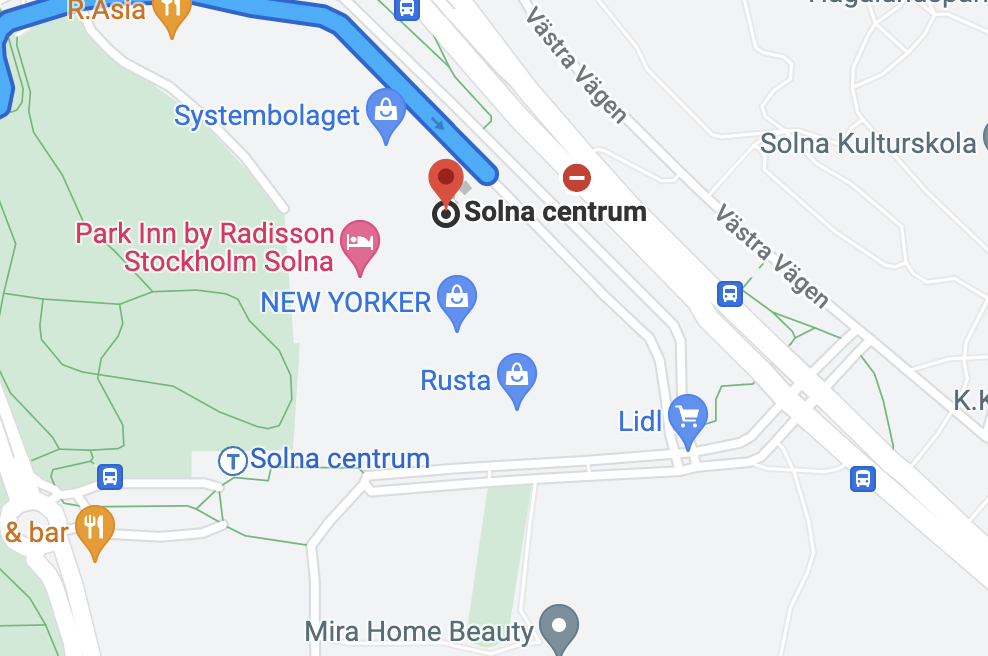 R.Asia
Västra Vägen
Systembolaget
Solna Kulturskola
Solna centrum
Västra Vägen
Park Inn by Radisson
Stockholm Solna
NEW YORKER
Rusta
K.K
Lidl
T
Solna centrum
& bar
Mira Home Beauty